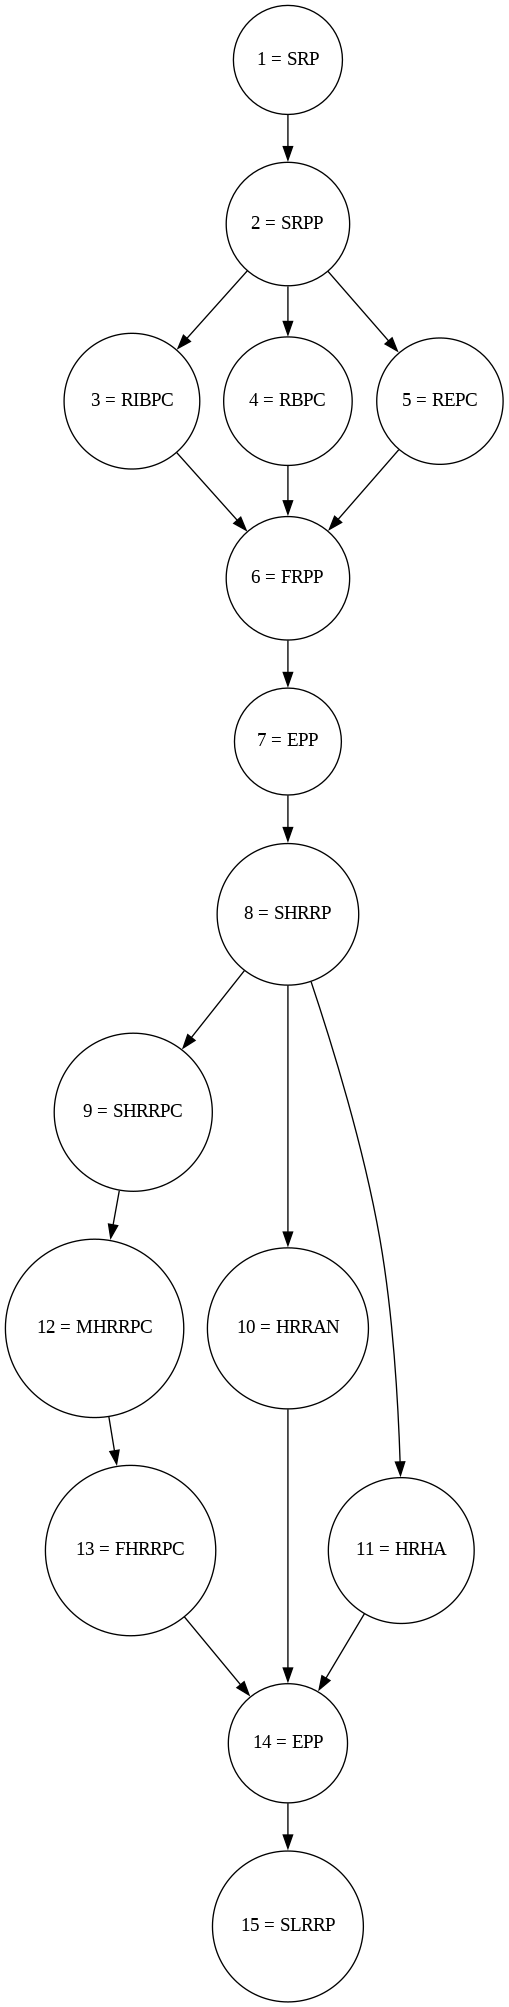 1 = SRP
2 = SRPP
3 = RIBPC
4 = RBPC
5 = REPC
6 = FRPP
7 = EPP
8 = SHRRP
9 = SHRRPC
12 = MHRRPC
10 = HRRAN
13 = FHRRPC
11 = HRHA
14 = EPP
15 = SLRRP